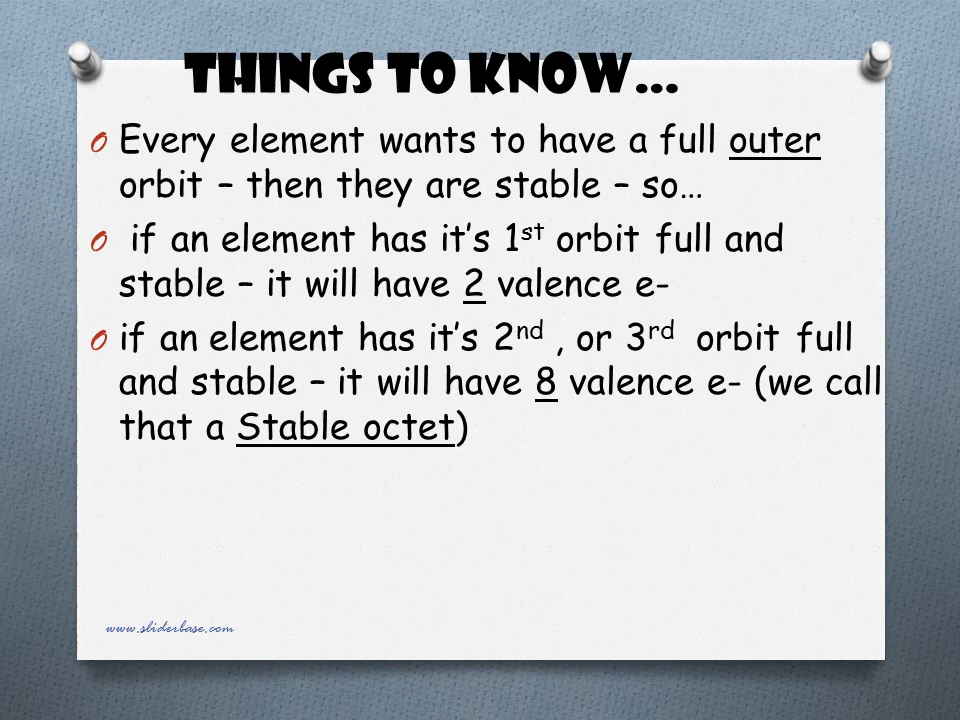 THINGS TO KNOW…
O Every element wants to have a full outer
orbit – then they are stable – so…
O if an element has it's 1st orbit full and
stable – it will have 2 valence e-
O if an element has it's 2nd , or 3rd orbit full
and stable – it will have 8 valence e- (we call
that a Stable octet)
www.sliderbase.com